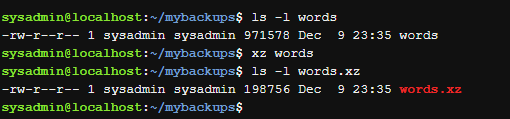 sysadmin@localhost:~/mybackups$ ls -l words
-rw-r--r-- 1 sysadmin sysadmin 971578 Dec  9 23:35 words
sysadmin@localhost:~/mybackups$ xz words
sysadmin@localhost:~/mybackups$ ls -l words.xz
-rw-r--r-- 1 sysadmin sysadmin 198756 Dec  9 23:35 words.xz
sysadmin@localhost:~/mybackups$